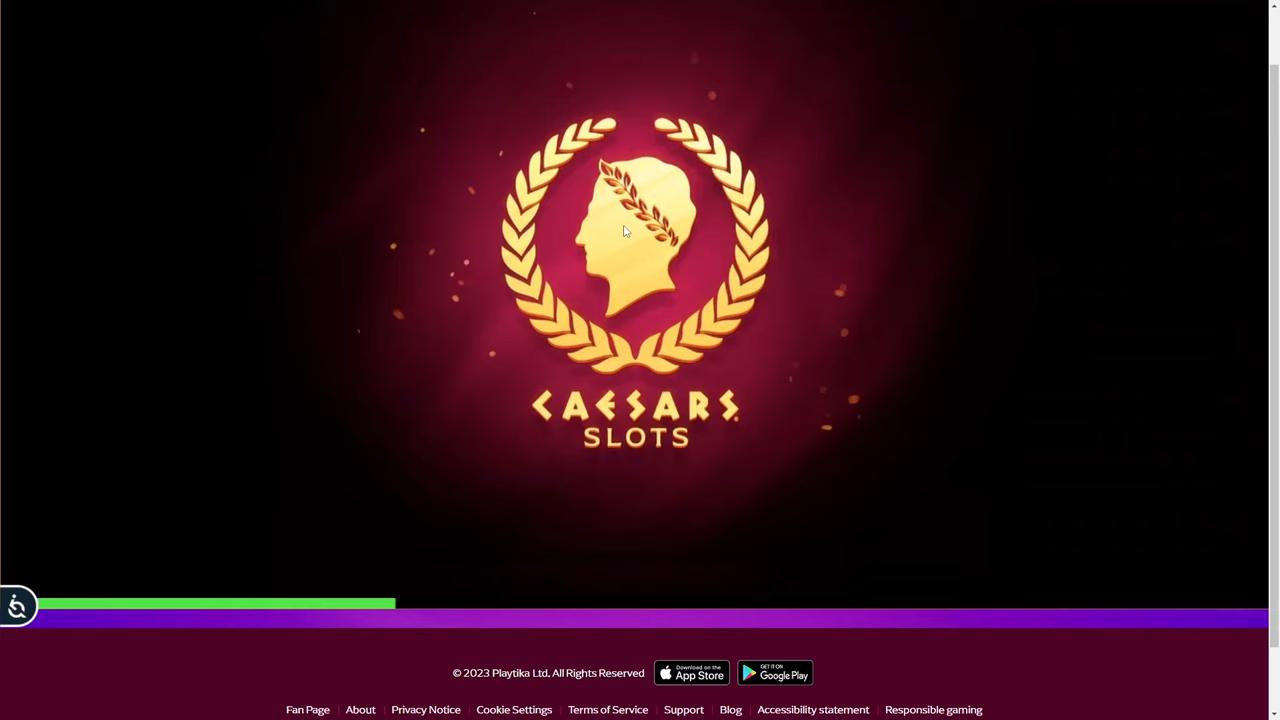 CAESARS
SLOTS
© 2023 Playtika Ltd. All Rights Reserved
Download on the
App Store
GET IT ON
Google Play
Fan Page
About
Privacy Notice
Cookie Settings
Terms of Service
Support
Blog
Accessibility statement
Responsible gaming